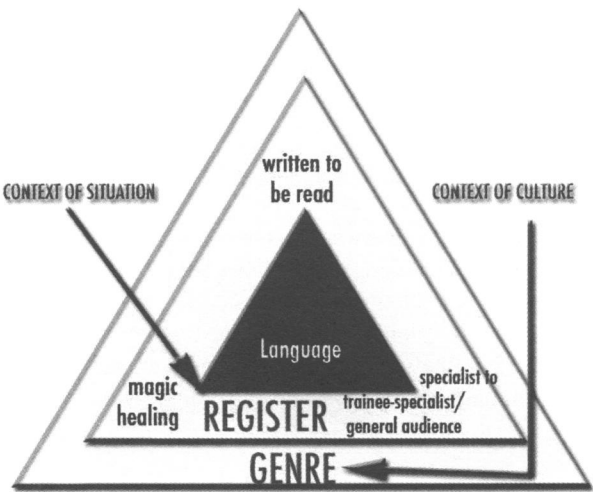 written to
be read
CONTEXT OF SITUATION
CONTEXT OF CULTURE
Language
magic
healing
REGISTER
specialist to
trainee-specialist/
general audience
GENRE